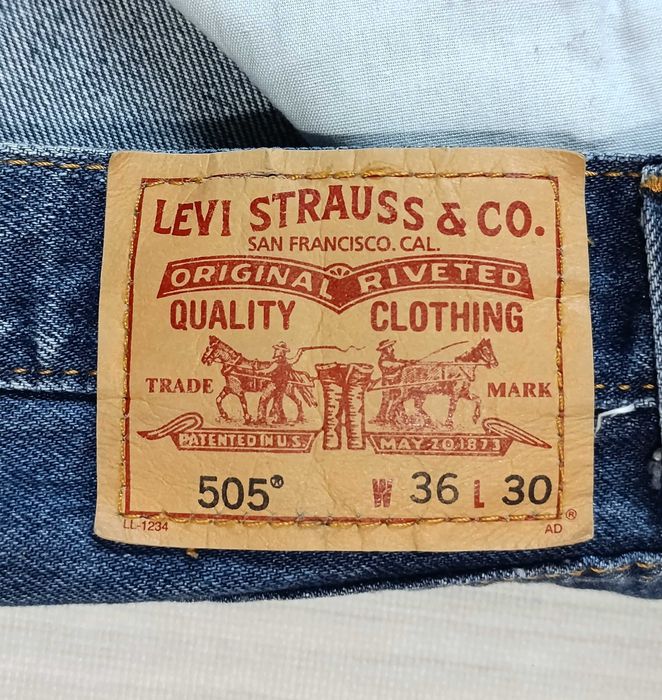 LEVI STRAUSS & CO.
SAN FRANCISCO. CAL.
ORIGINAL RIVETED
QUALITY CLOTHING
TRADE MARK
PATENTED IN U.S. MAY 20 1873
505® W 36 L 30
LL-1234 AD ®